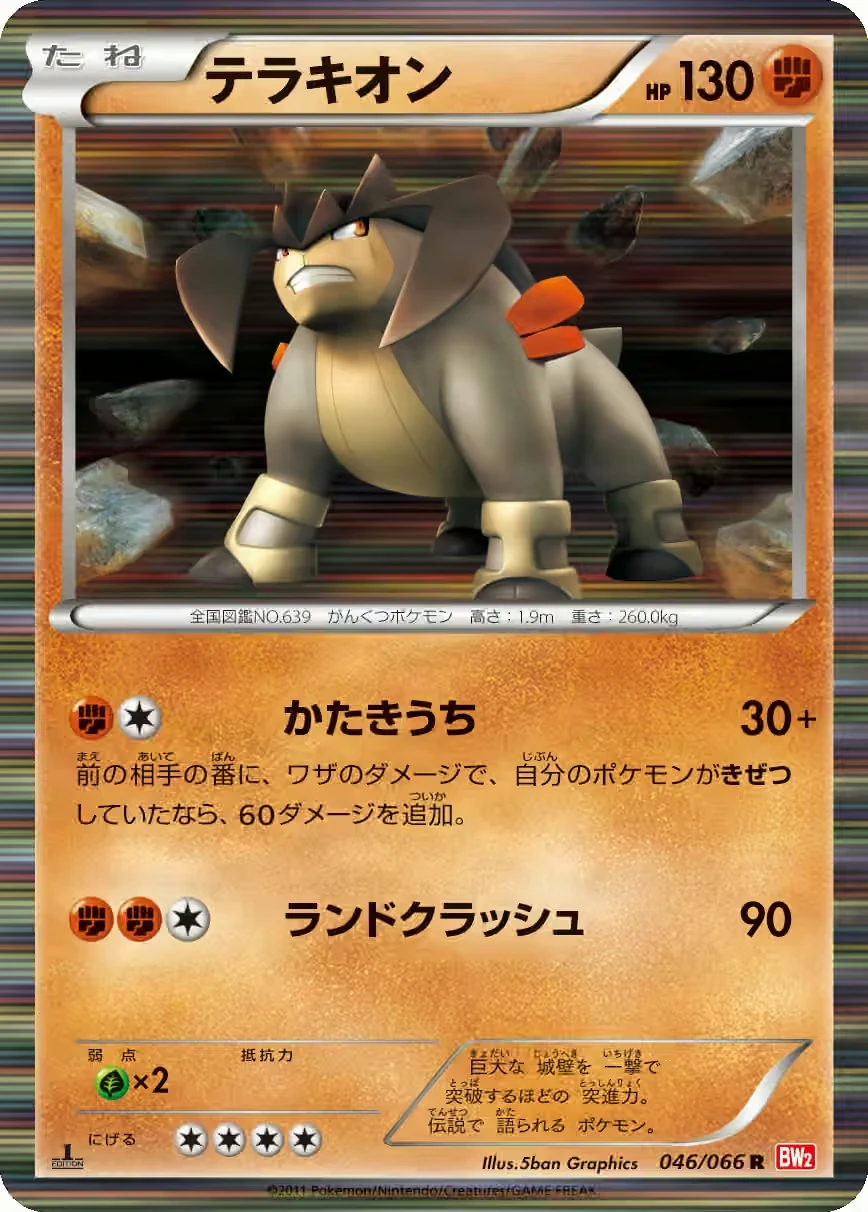 たね テラキオン HP 130
全国図鑑NO.639 がんくつポケモン 高さ：1.9m 重さ：260.0kg
かたきうち 30+
前の相手の番に、ワザのダメージで、自分のポケモンがきぜつ
していたなら、60ダメージを追加。
ランドクラッシュ 90
弱点 抵抗力
×2
にげる
巨大な 城壁を 一撃で
突破するほどの 突進力。
伝説で 語られる ポケモン。
1 EDITION
Illus.5ban Graphics 046/066 R BW2
©2011 Pokémon/Nintendo/Creatures/GAME FREAK.